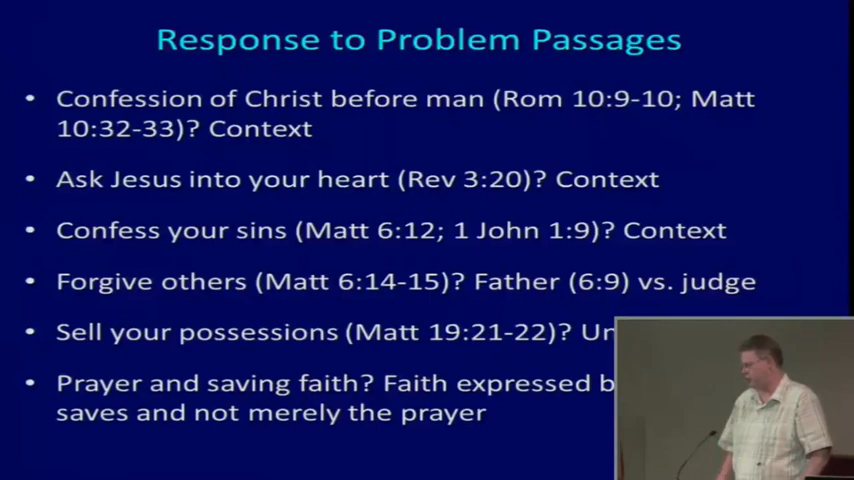 Response to Problem Passages
• Confession of Christ before man (Rom 10:9-10; Matt
10:32-33)? Context
• Ask Jesus into your heart (Rev 3:20)? Context
• Confess your sins (Matt 6:12; 1 John 1:9)? Context
• Forgive others (Matt 6:14-15)? Father (6:9) vs. judge
• Sell your possessions (Matt 19:21-22)?
• Prayer and saving faith? Faith expressed
saves and not merely the prayer